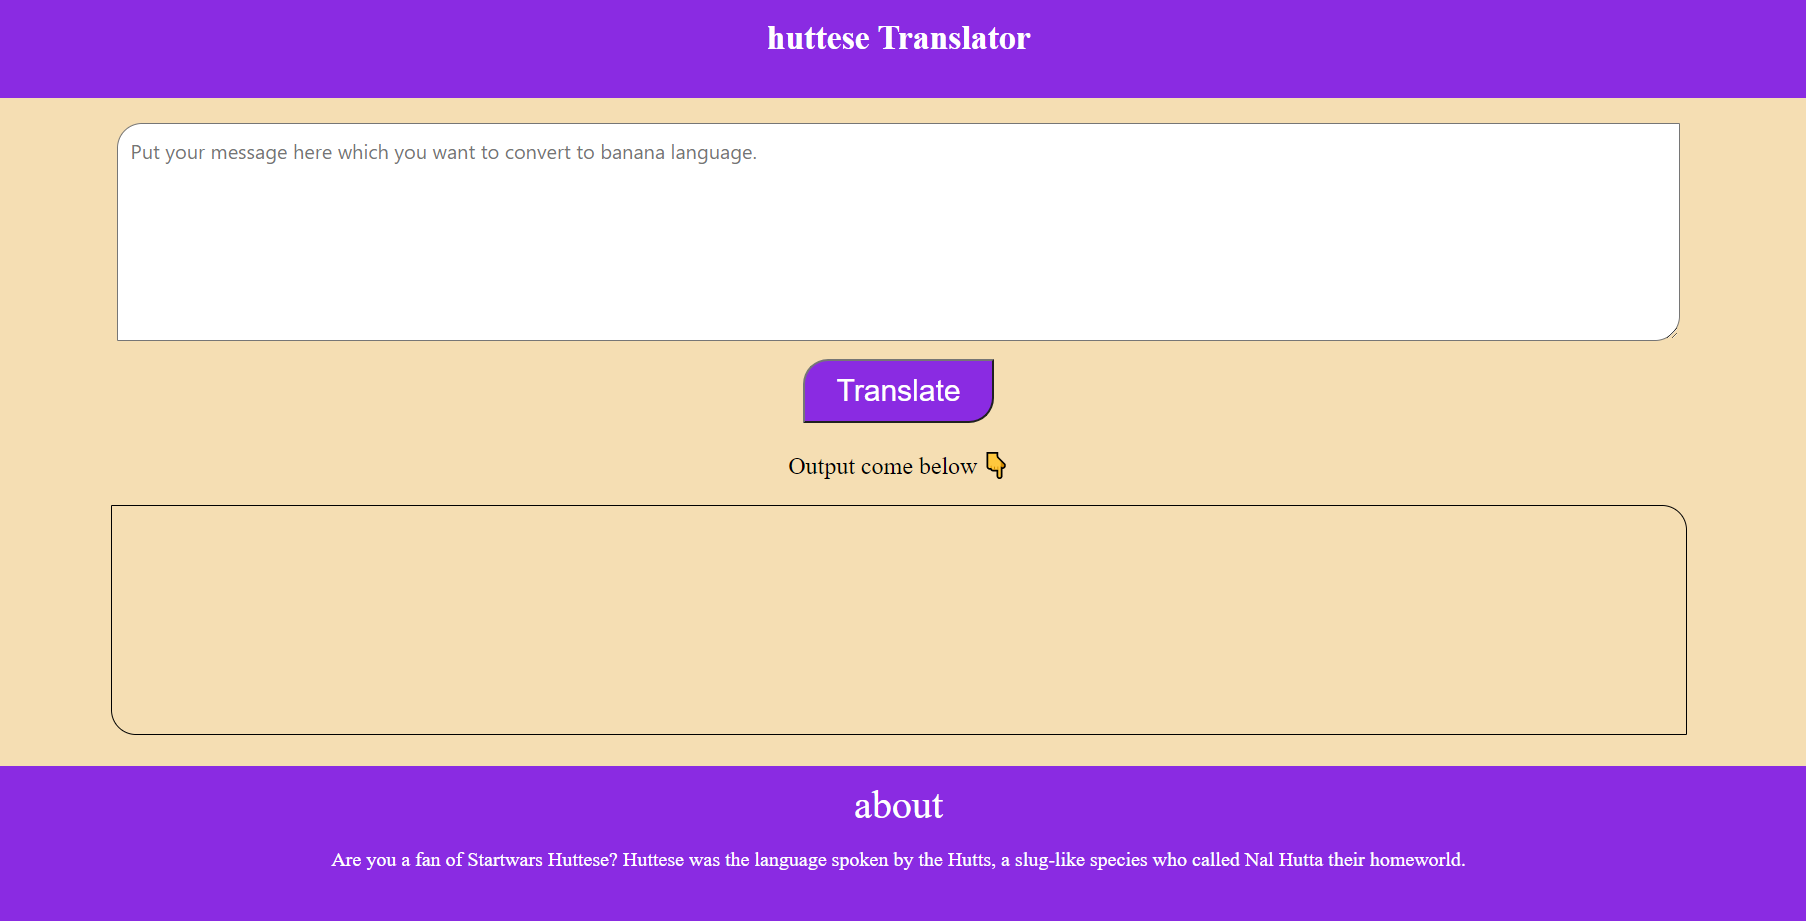 huttese Translator
Put your message here which you want to convert to banana language.
Translate
Output come below 👇
about
Are you a fan of Startwars Huttese? Huttese was the language spoken by the Hutts, a slug-like species who called Nal Hutta their homeworld.